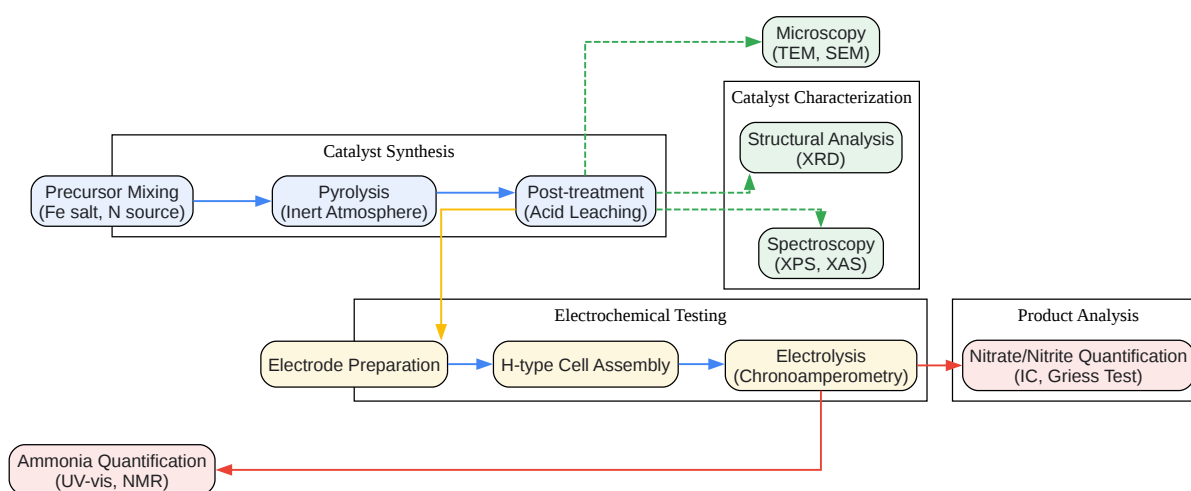 Microscopy
(TEM, SEM)
Catalyst Characterization
Structural Analysis
(XRD)
Catalyst Synthesis
Precursor Mixing
(Fe salt, N source)
Pyrolysis
(Inert Atmosphere)
Post-treatment
(Acid Leaching)
Spectroscopy
(XPS, XAS)
Electrochemical Testing
Product Analysis
Electrode Preparation
H-type Cell Assembly
Electrolysis
(Chronoamperometry)
Nitrate/Nitrite Quantification
(IC, Griess Test)
Ammonia Quantification
(UV-vis, NMR)